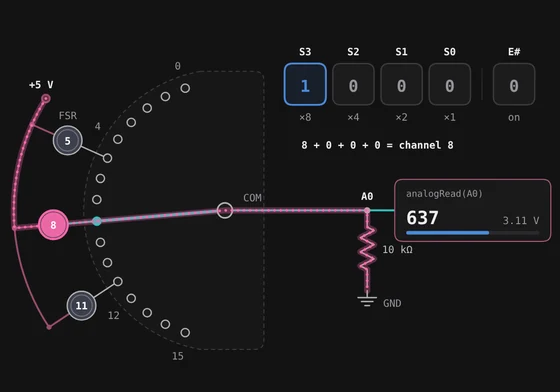 S3 S2 S1 S0 E#
1 0 0 0 0
×8 ×4 ×2 ×1 on
8 + 0 + 0 + 0 = channel 8
+5 V
FSR
0
4
5
8
11
12
15
COM
A0
analogRead(A0)
637 3.11 V
10 kΩ
GND